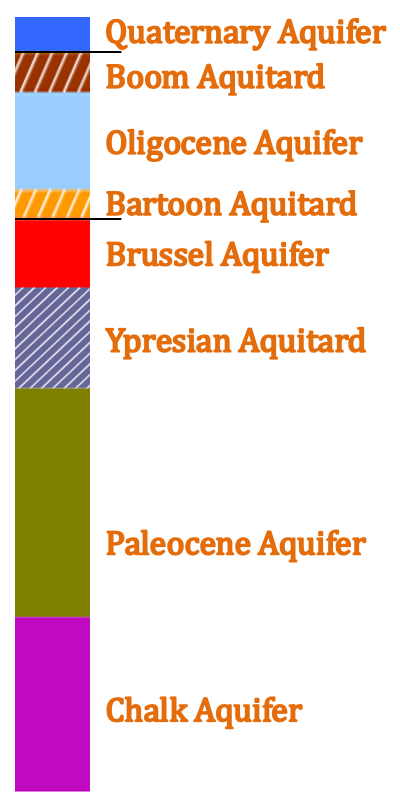 Quaternary Aquifer
Boom Aquitard
Oligocene Aquifer
Bartoon Aquitard
Brussel Aquifer
Ypresian Aquitard
Paleocene Aquifer
Chalk Aquifer